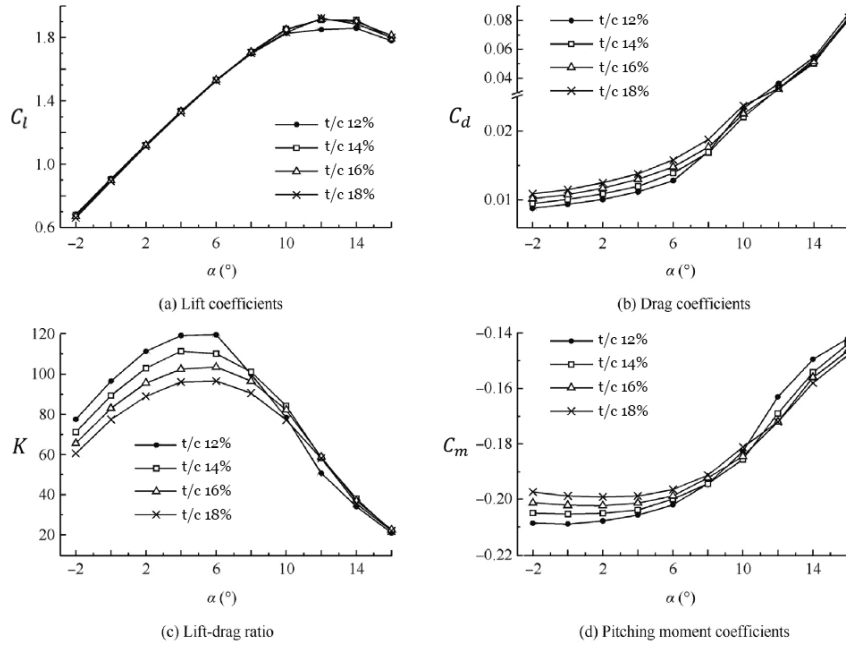 1.8
1.4
1.0
0.6
C_l
t/c 12%
t/c 14%
t/c 16%
t/c 18%
−2 2 6 10 14
α (°)
(a) Lift coefficients
0.08
0.06
0.04
0.02
0.01
C_d
t/c 12%
t/c 14%
t/c 16%
t/c 18%
−2 2 6 10 14
α (°)
(b) Drag coefficients
120
100
80
60
40
20
K
t/c 12%
t/c 14%
t/c 16%
t/c 18%
−2 2 6 10 14
α (°)
(c) Lift-drag ratio
−0.14
−0.16
−0.18
−0.20
−0.22
C_m
t/c 12%
t/c 14%
t/c 16%
t/c 18%
−2 2 6 10 14
α (°)
(d) Pitching moment coefficients